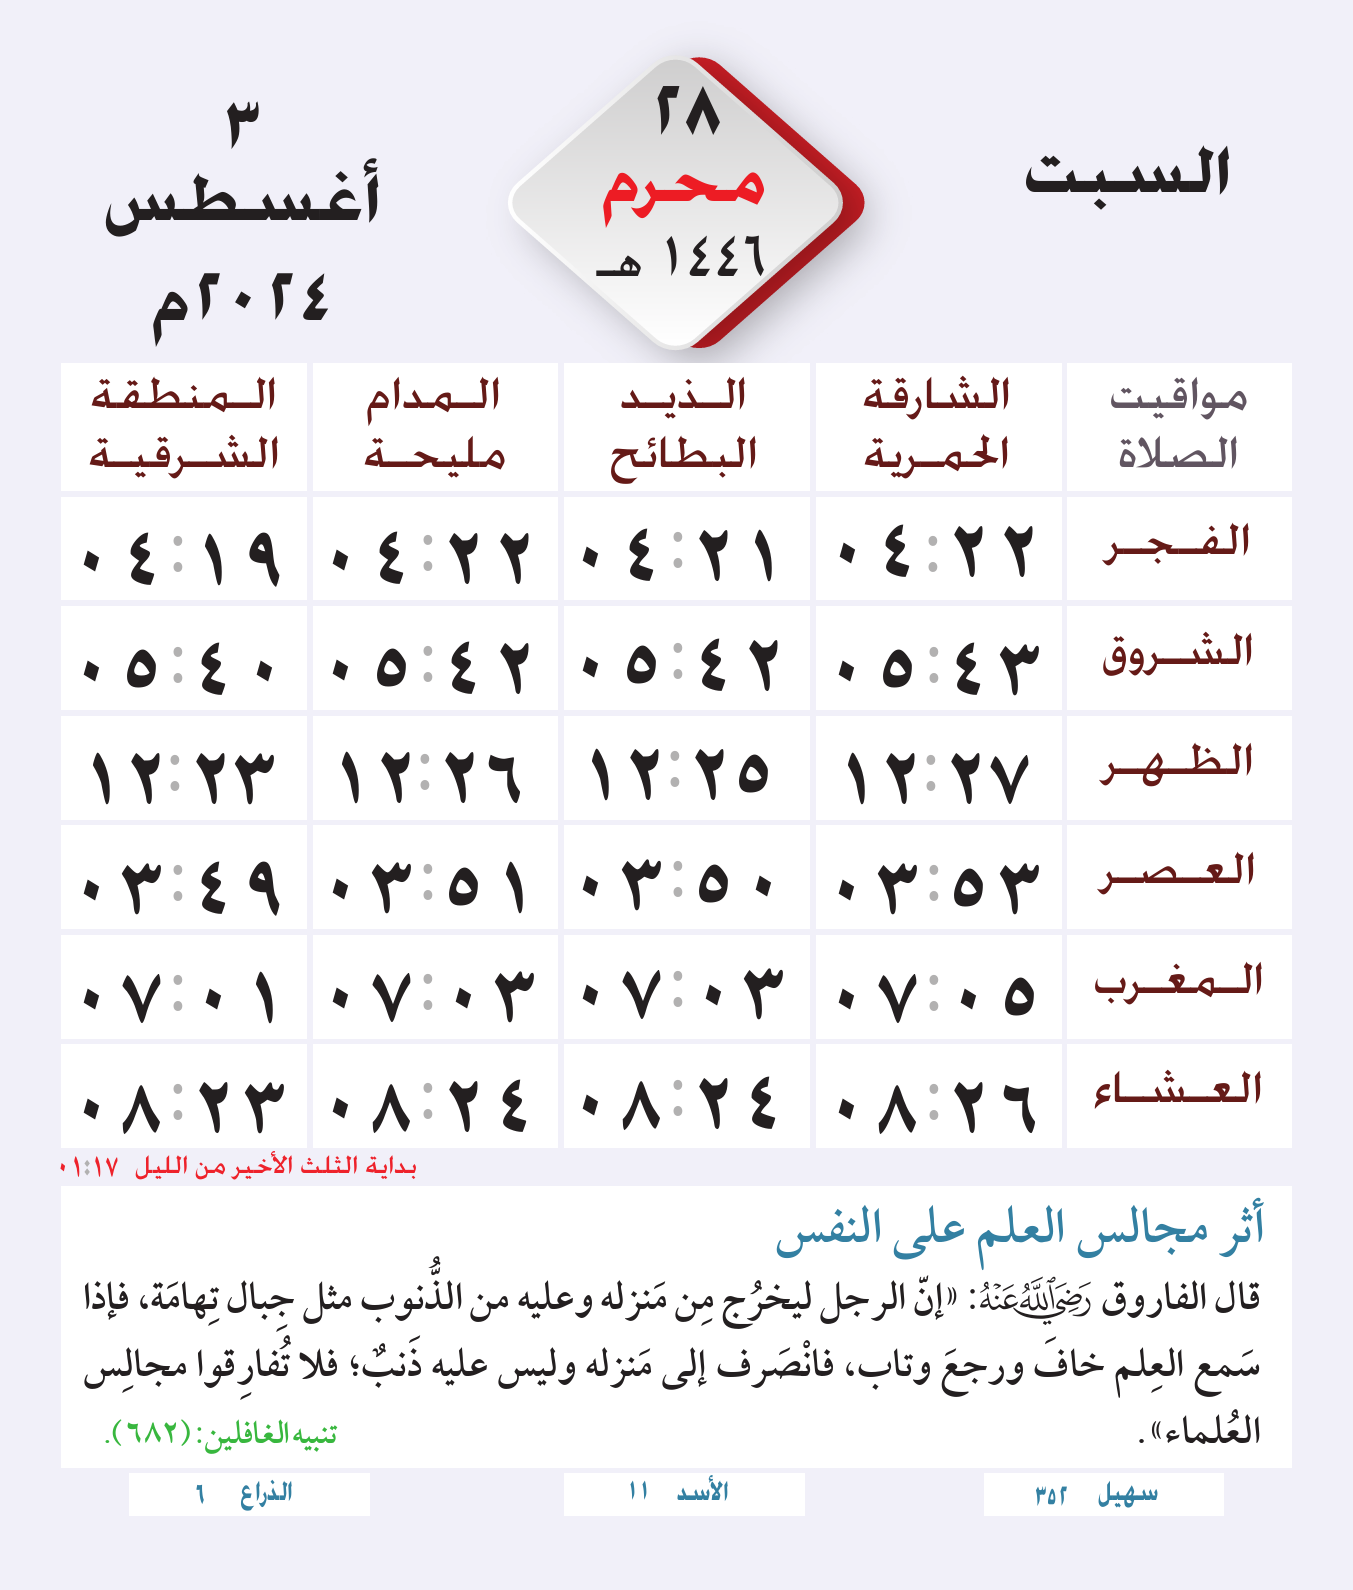 السبت
٢٨
محرم
١٤٤٦ هـ
٣
أغسطس
٢٠٢٤م
مواقيت الصلاة
الشارقة الحمرية
الذيد البطائح
المدام مليحة
المنطقة الشرقية
الفجر ٠٤:٢٢ ٠٤:٢١ ٠٤:٢٢ ٠٤:١٩
الشروق ٠٥:٤٣ ٠٥:٤٢ ٠٥:٤٢ ٠٥:٤٠
الظهر ١٢:٢٧ ١٢:٢٥ ١٢:٢٦ ١٢:٢٣
العصر ٠٣:٥٣ ٠٣:٥٠ ٠٣:٥١ ٠٣:٤٩
المغرب ٠٧:٠٥ ٠٧:٠٣ ٠٧:٠٣ ٠٧:٠١
العشاء ٠٨:٢٦ ٠٨:٢٤ ٠٨:٢٤ ٠٨:٢٣
بداية الثلث الأخير من الليل ٠١:١٧
أثر مجالس العلم على النفس
قال الفاروق رَضِيَ اللَّهُ عَنْهُ: «إنّ الرجل ليخرُج مِن مَنزله وعليه من الذُّنوب مثل جِبال تِهامَة، فإذا
سَمع العِلم خافَ ورجعَ وتاب، فانْصَرف إلى مَنزله وليس عليه ذَنبٌ؛ فلا تُفارِقوا مجالِس
العُلماء».
تنبيه الغافلين: (٦٨٢).
سهيل ٣٥٢
الأسد ١١
الذراع ٦